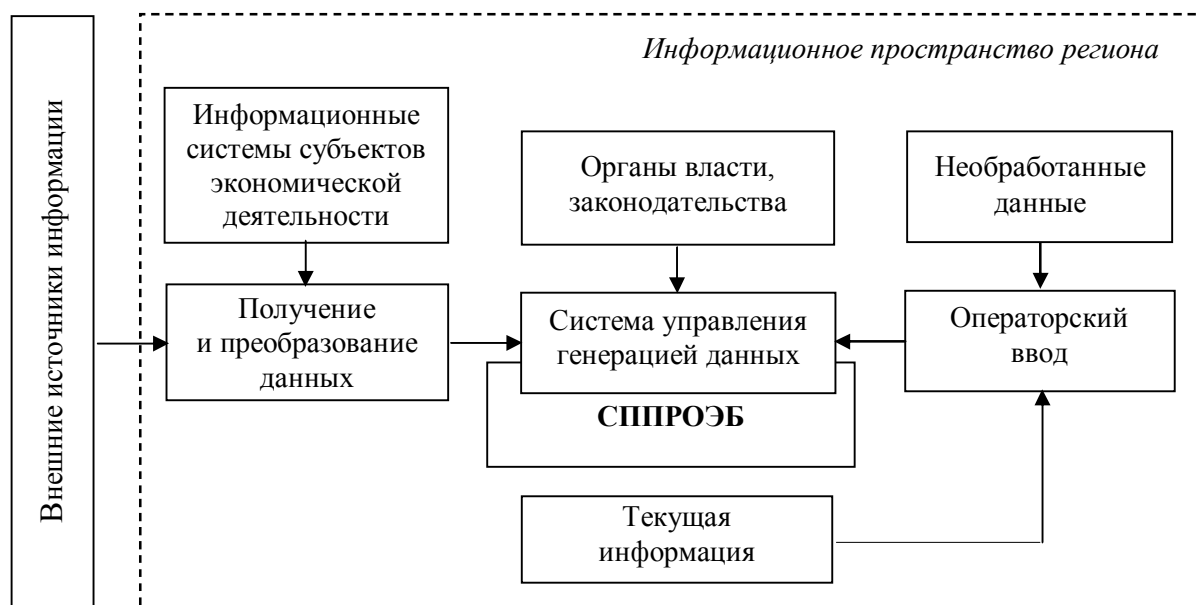 Информационное пространство региона
Внешние источники информации
Информационные
системы субъектов
экономической
деятельности
Органы власти,
законодательства
Необработанные
данные
Получение
и преобразование
данных
Система управления
генерацией данных
Операторский
ввод
СППРОЭБ
Текущая
информация